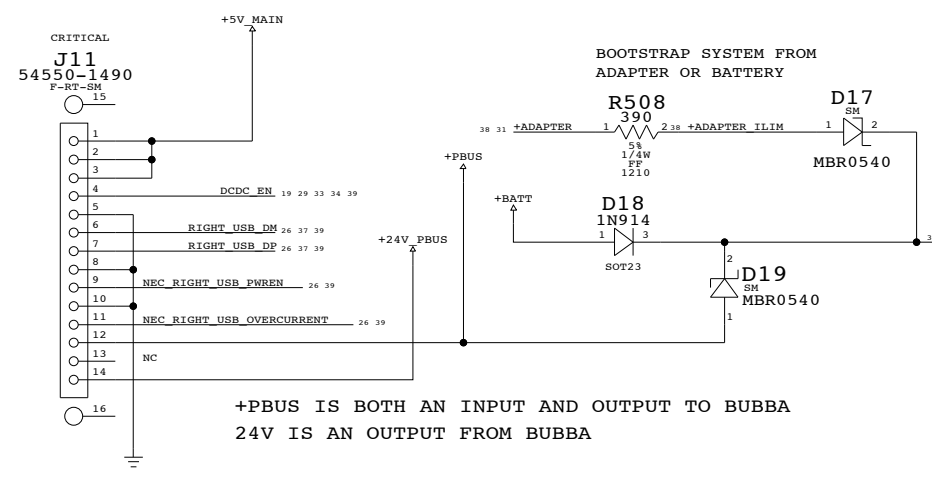 +5V_MAIN
CRITICAL
J11
54550-1490
F-RT-SM
15
1
2
3
4
DCDC_EN 19 29 33 34 39
5
6
RIGHT_USB_DM 26 37 39
7
RIGHT_USB_DP 26 37 39
8
9
NEC_RIGHT_USB_PWREN 26 39
10
11
NEC_RIGHT_USB_OVERCURRENT 26 39
12
13
NC
14
16
+24V_PBUS
+PBUS
BOOTSTRAP SYSTEM FROM
ADAPTER OR BATTERY
R508
390
38 31 +ADAPTER 1
2 38 +ADAPTER_ILIM
5%
1/4W
FF
1210
D17
SM
1 2
MBR0540
+BATT
D18
1N914
1 3
SOT23
3
2
D19
SM
MBR0540
1
+PBUS IS BOTH AN INPUT AND OUTPUT TO BUBBA
24V IS AN OUTPUT FROM BUBBA